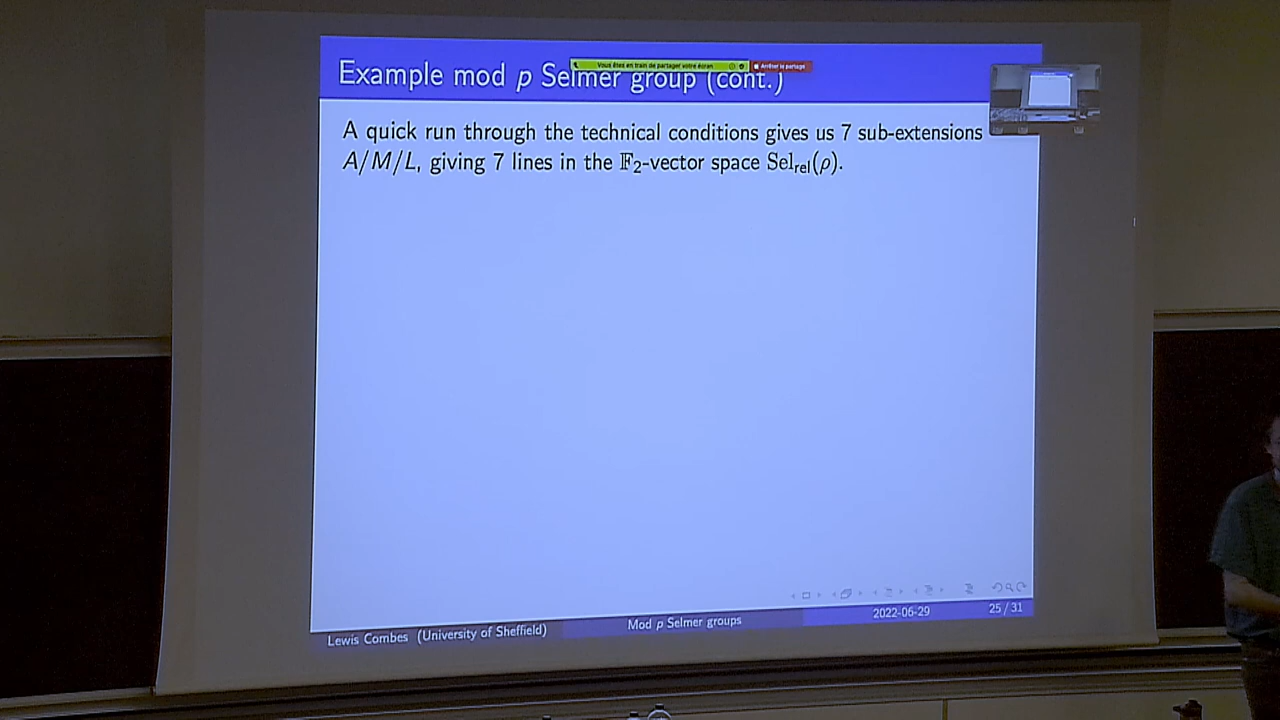 Example mod p Selmer group (cont.)
Vous êtes en train de partager votre écran
Arrêter le partage
A quick run through the technical conditions gives us 7 sub-extensions
A/M/L, giving 7 lines in the 𝔽₂-vector space Selrel(ρ).
Lewis Combes (University of Sheffield)
Mod p Selmer groups
2022-06-29
25 / 31